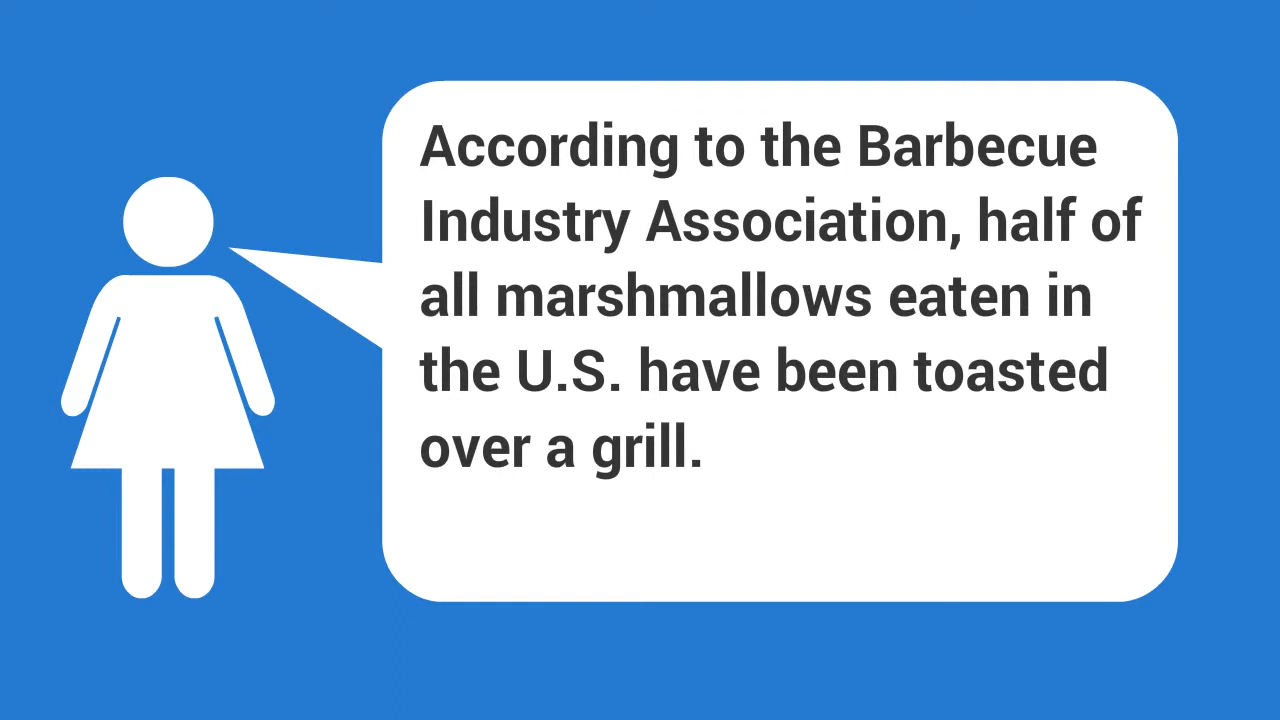 According to the Barbecue
Industry Association, half of
all marshmallows eaten in
the U.S. have been toasted
over a grill.